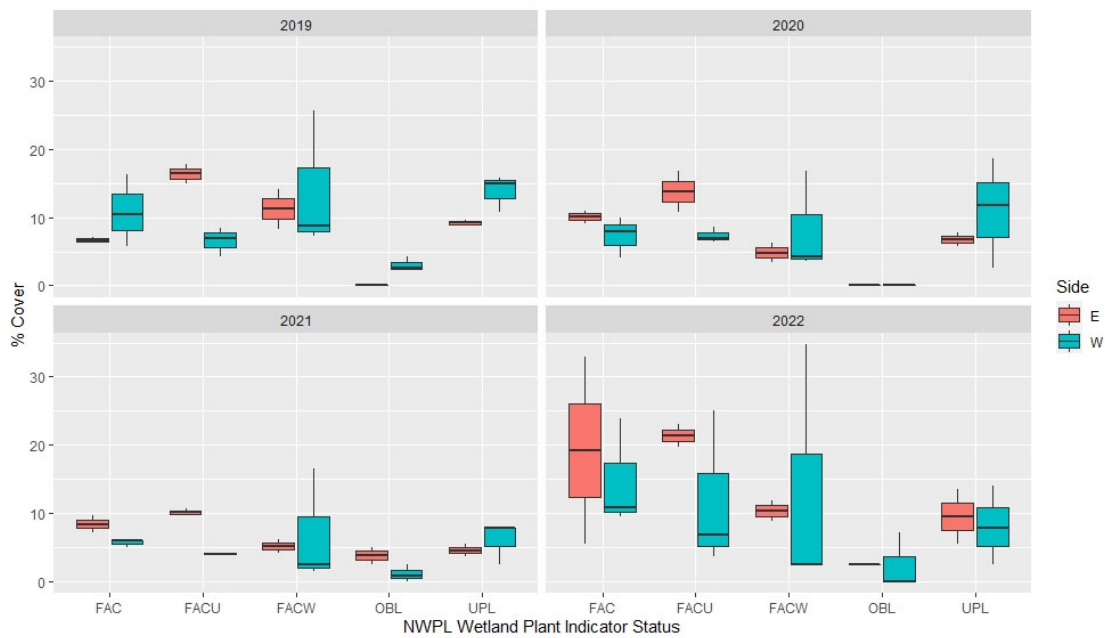 2019
2020
30
20
10
0
2021
2022
30
20
10
0
% Cover
FAC FACU FACW OBL UPL
FAC FACU FACW OBL UPL
NWPL Wetland Plant Indicator Status
Side
E
W